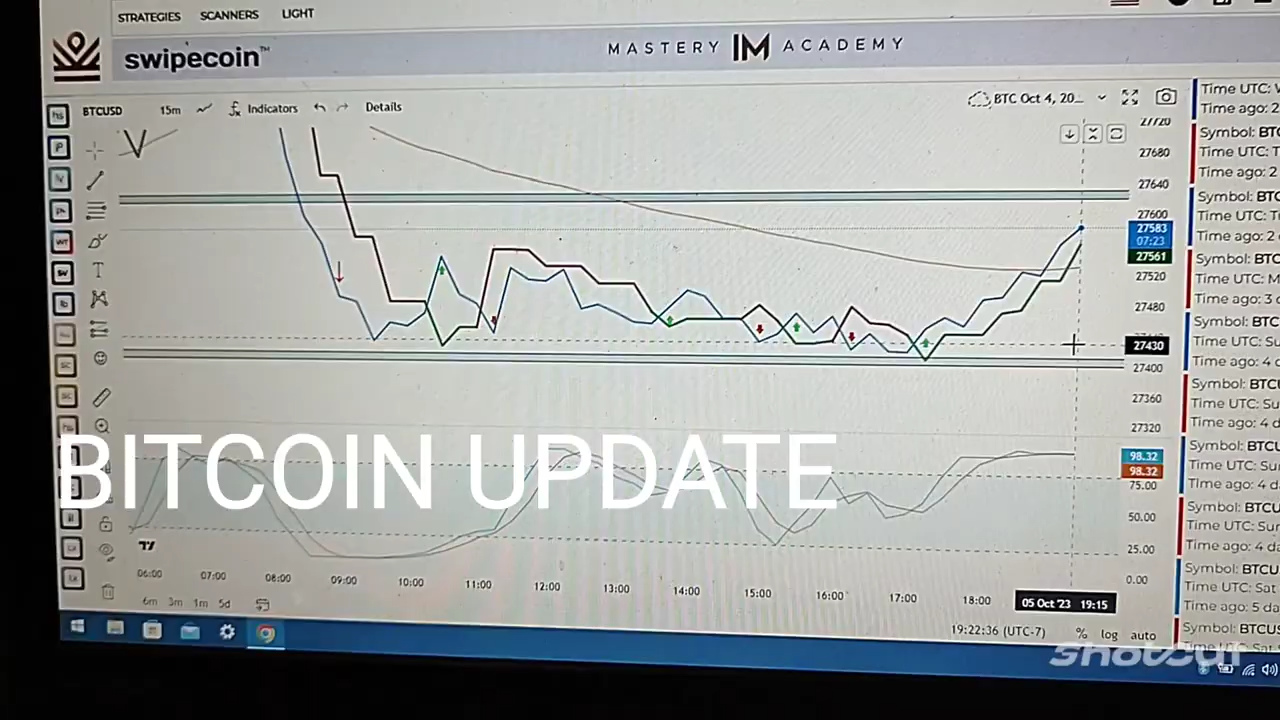 STRATEGIES SCANNERS LIGHT
swipecoin™
MASTERY IM ACADEMY
BTCUSD 15m Indicators Details
BTC Oct 4, 20...
27720
27680
27640
27600
27583
07:23
27561
27520
27480
27430
27400
27360
27320
98.32
98.32
75.00
50.00
25.00
0.00
BITCOIN UPDATE
06:00 07:00 08:00 09:00 10:00 11:00 12:00 13:00 14:00 15:00 16:00 17:00 18:00 05 Oct '23 19:15
6m 3m 1m 5d
19:22:36 (UTC-7) % log auto
Time UTC:
Time ago: 2
Symbol: BTC
Time UTC: T
Time ago: 2
Symbol: BTC
Time UTC: T
Time ago: 2
Symbol: BTC
Time UTC: M
Time ago: 3
Symbol: BTC
Time UTC: Su
Time ago: 4
Symbol: BTCU
Time UTC: Su
Time ago: 4 d
Symbol: BTCU
Time UTC: Su
Time ago: 4 da
Symbol: BTCU
Time UTC: Sun
Time ago: 4 da
Symbol: BTCUS
Time UTC: Sat
Time ago: 5 da
Symbol: BTCUS
shotcut